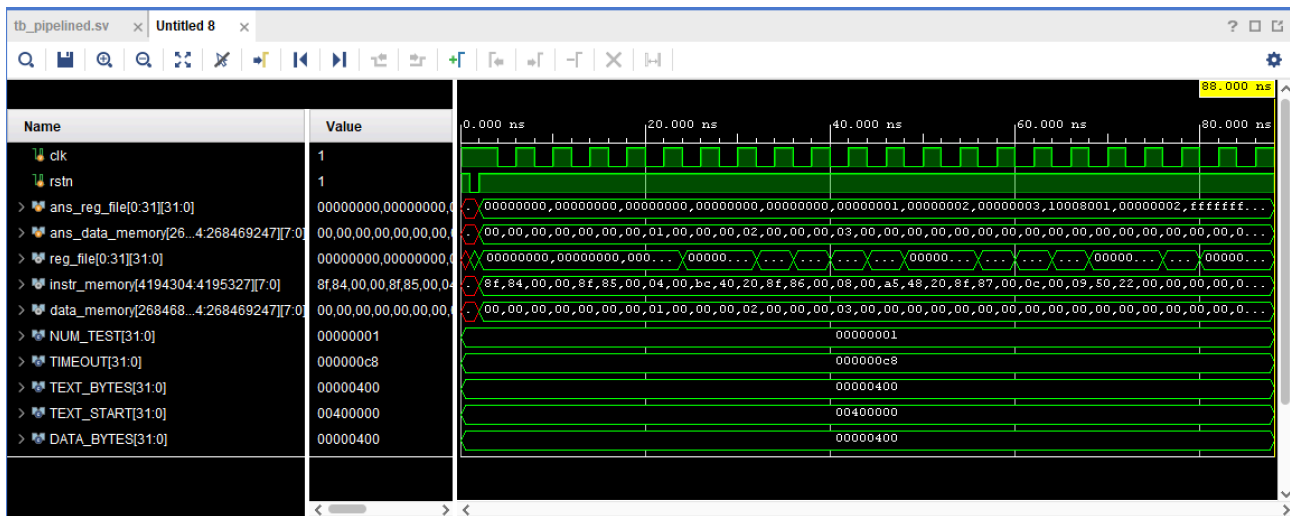 tb_pipelined.sv × Untitled 8 ×
88.000 ns
Name Value 0.000 ns 20.000 ns 40.000 ns 60.000 ns 80.000 ns
clk 1
rstn 1
ans_reg_file[0:31][31:0] 00000000,00000000,0 00000000,00000000,00000000,00000000,00000000,00000001,00000002,00000003,10008001,00000002,fffffff...
ans_data_memory[26...4:268469247][7:0] 00,00,00,00,00,00,00, 00,00,00,00,00,00,00,01,00,00,00,02,00,00,00,03,00,00,00,00,00,00,00,00,00,00,00,00,00,00,00,0...
reg_file[0:31][31:0] 00000000,00000000,0 00000000,00000000,000... 00000... ... ... ... ... 00000... ... ... ... 00000... ... 00000...
instr_memory[4194304:4195327][7:0] 8f,84,00,00,8f,85,00,04 8f,84,00,00,8f,85,00,04,00,bc,40,20,8f,86,00,08,00,a5,48,20,8f,87,00,0c,00,09,50,22,00,00,00,00,0...
data_memory[268468...4:268469247][7:0] 00,00,00,00,00,00,00, 00,00,00,00,00,00,00,01,00,00,00,02,00,00,00,03,00,00,00,00,00,00,00,00,00,00,00,00,00,00,00,0...
NUM_TEST[31:0] 00000001 00000001
TIMEOUT[31:0] 000000c8 000000c8
TEXT_BYTES[31:0] 00000400 00000400
TEXT_START[31:0] 00400000 00400000
DATA_BYTES[31:0] 00000400 00000400